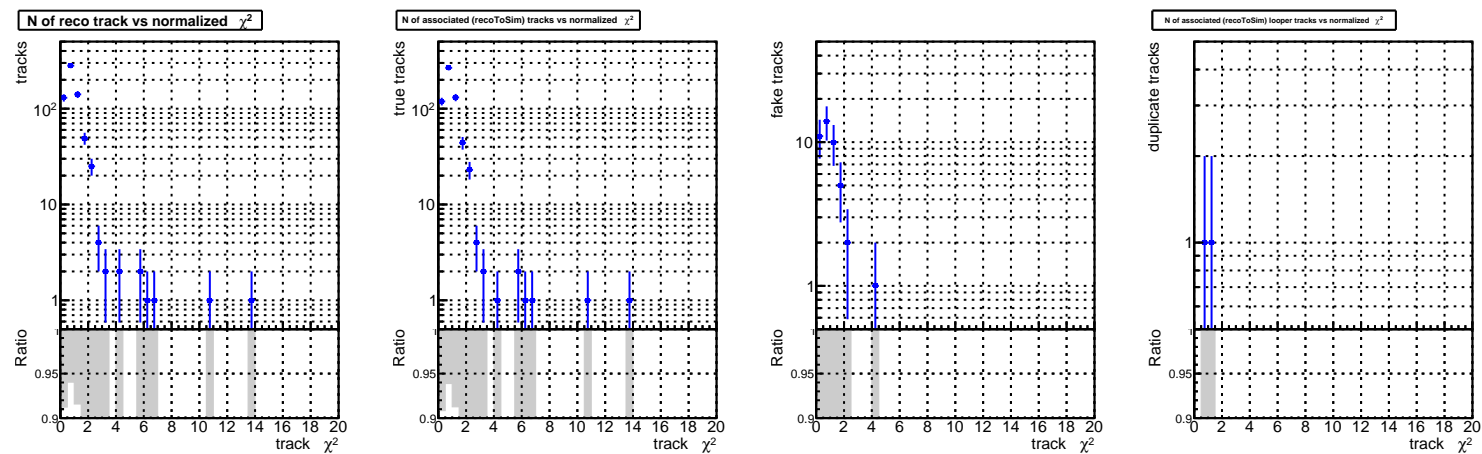 N of reco track vs normalized χ²
tracks
10²
10
1
Ratio
1
0.95
0.9
0 2 4 6 8 10 12 14 16 18 20
track χ²
N of associated (recoToSim) tracks vs normalized χ²
true tracks
10²
10
1
Ratio
1
0.95
0.9
0 2 4 6 8 10 12 14 16 18 20
track χ²
fake tracks
10
1
Ratio
1
0.95
0.9
0 2 4 6 8 10 12 14 16 18 20
track χ²
N of associated (recoToSim) looper tracks vs normalized χ²
duplicate tracks
1
Ratio
1
0.95
0.9
0 2 4 6 8 10 12 14 16 18 20
track χ²